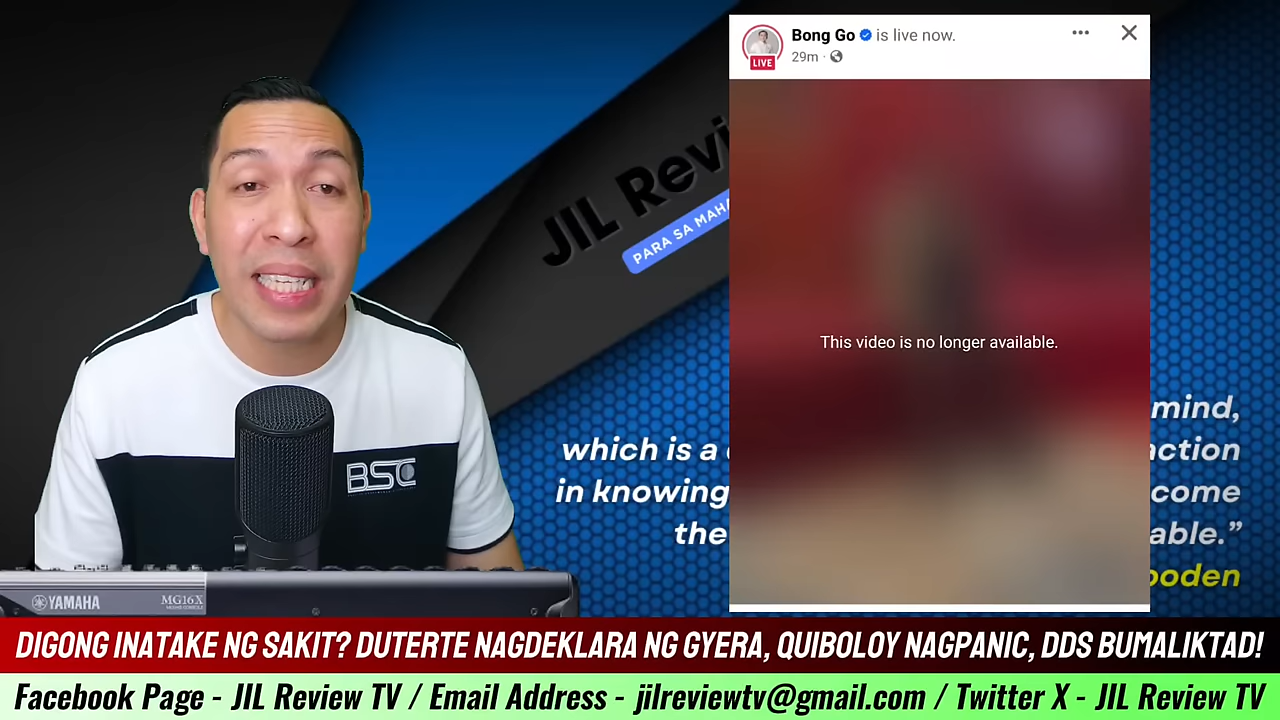 Bong Go is live now.
LIVE
29m
JIL Revi
PARA SA MAHA
This video is no longer available.
mind,
which is a
action
in knowing
come
the
able.”
ooden
BSC
YAMAHA
MG16X
DIGONG INATAKE NG SAKIT? DUTERTE NAGDEKLARA NG GYERA, QUIBOLOY NAGPANIC, DDS BUMALIKTAD!
Facebook Page - JIL Review TV / Email Address - jilreviewtv@gmail.com / Twitter X - JIL Review TV